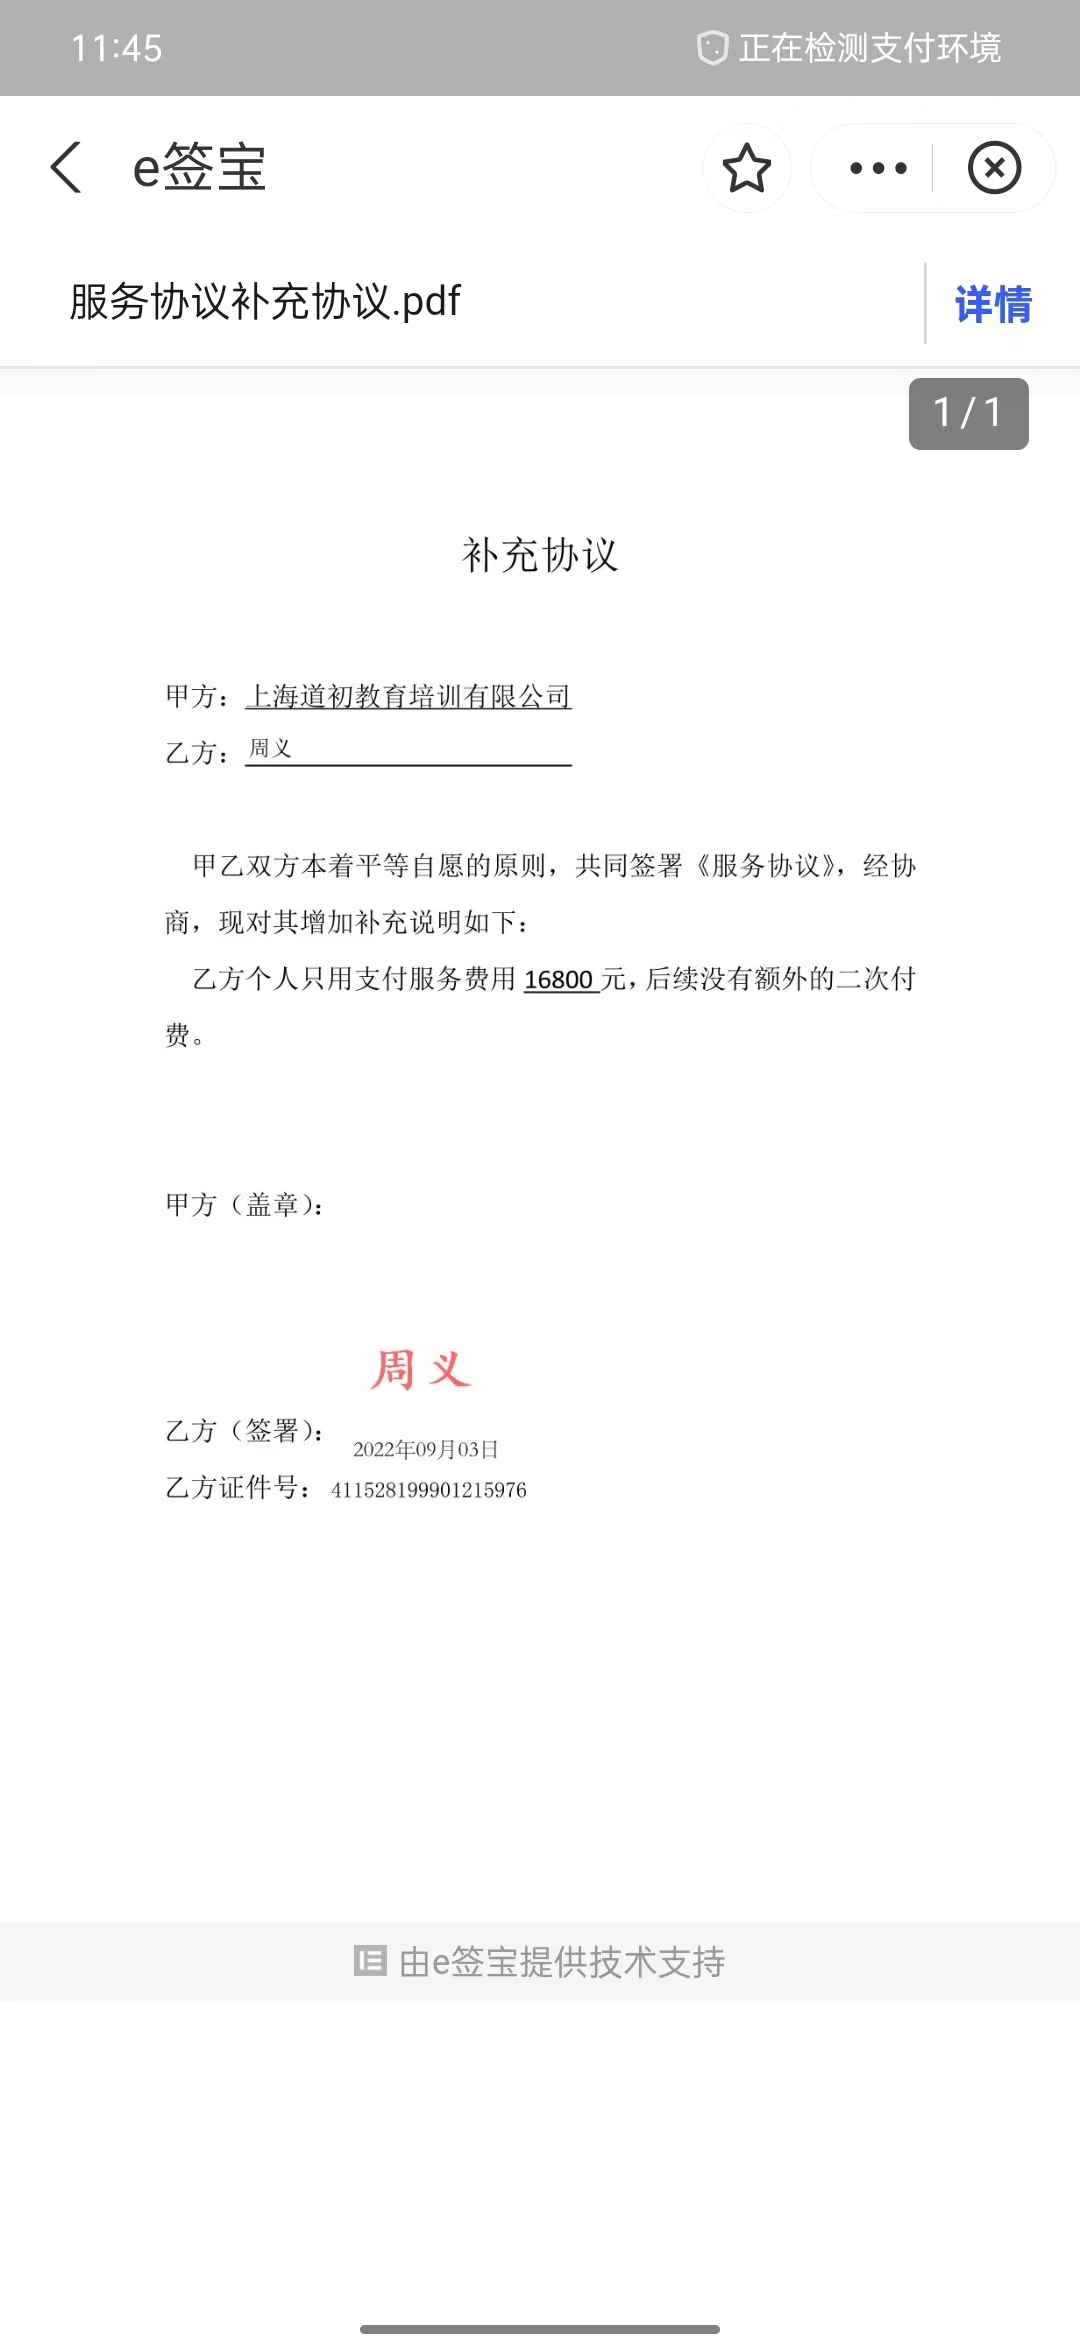 11:45 正在检测支付环境
e签宝
服务协议补充协议.pdf 详情
1/1
补充协议
甲方：上海道初教育培训有限公司
乙方：周义
甲乙双方本着平等自愿的原则，共同签署《服务协议》，经协
商，现对其增加补充说明如下：
乙方个人只用支付服务费用 16800 元，后续没有额外的二次付
费。
甲方（盖章）：
周义
乙方（签署）：
2022年09月03日
乙方证件号： 411528199901215976
由e签宝提供技术支持